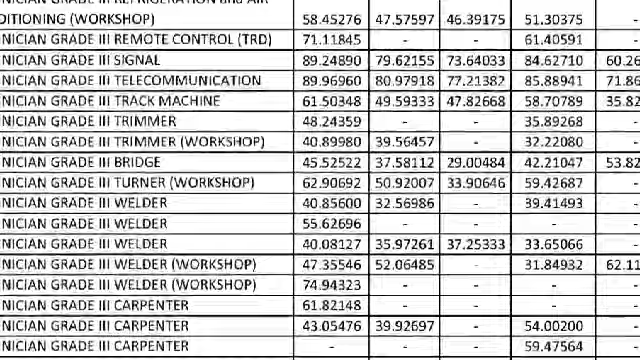 DITIONING (WORKSHOP) 58.45276 47.57597 46.39175 51.30375 -
NICIAN GRADE III REMOTE CONTROL (TRD) 71.11845 - - 61.40591 -
NICIAN GRADE III SIGNAL 89.24890 79.62155 73.64033 84.62710 60.26
NICIAN GRADE III TELECOMMUNICATION 89.96960 80.97918 77.21382 85.88941 71.86
NICIAN GRADE III TRACK MACHINE 61.50348 49.59333 47.82668 58.70789 35.82
NICIAN GRADE III TRIMMER 48.24359 - - 35.89268 -
NICIAN GRADE III TRIMMER (WORKSHOP) 40.89980 39.56457 - 32.22080 -
NICIAN GRADE III BRIDGE 45.52522 37.58112 29.00484 42.21047 53.82
NICIAN GRADE III TURNER (WORKSHOP) 62.90692 50.92007 33.90646 59.42687 -
NICIAN GRADE III WELDER 40.85600 32.56986 - 39.41493 -
NICIAN GRADE III WELDER 55.62696 - - - -
NICIAN GRADE III WELDER 40.08127 35.97261 37.25333 33.65066 -
NICIAN GRADE III WELDER (WORKSHOP) 47.35546 52.06485 - 31.84932 62.11
NICIAN GRADE III WELDER (WORKSHOP) 74.94323 - - - -
NICIAN GRADE III CARPENTER 61.82148 - - - -
NICIAN GRADE III CARPENTER 43.05476 39.92697 - 54.00200 -
NICIAN GRADE III CARPENTER - - - 59.47564 -